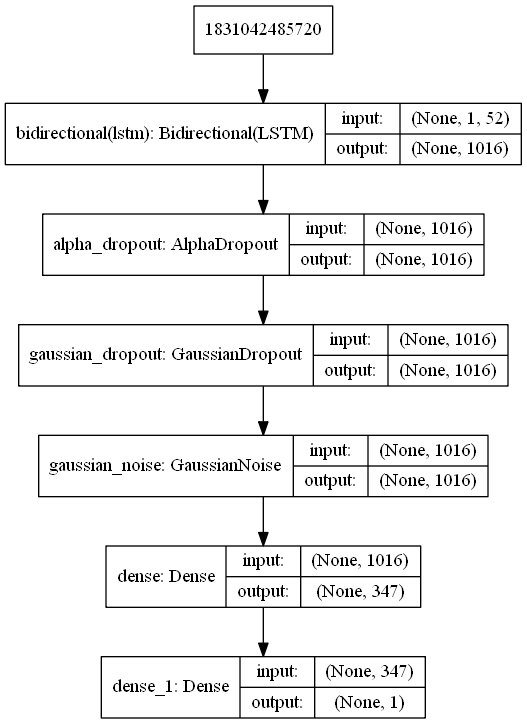 1831042485720
bidirectional(lstm): Bidirectional(LSTM)
input: (None, 1, 52)
output: (None, 1016)
alpha_dropout: AlphaDropout
input: (None, 1016)
output: (None, 1016)
gaussian_dropout: GaussianDropout
input: (None, 1016)
output: (None, 1016)
gaussian_noise: GaussianNoise
input: (None, 1016)
output: (None, 1016)
dense: Dense
input: (None, 1016)
output: (None, 347)
dense_1: Dense
input: (None, 347)
output: (None, 1)